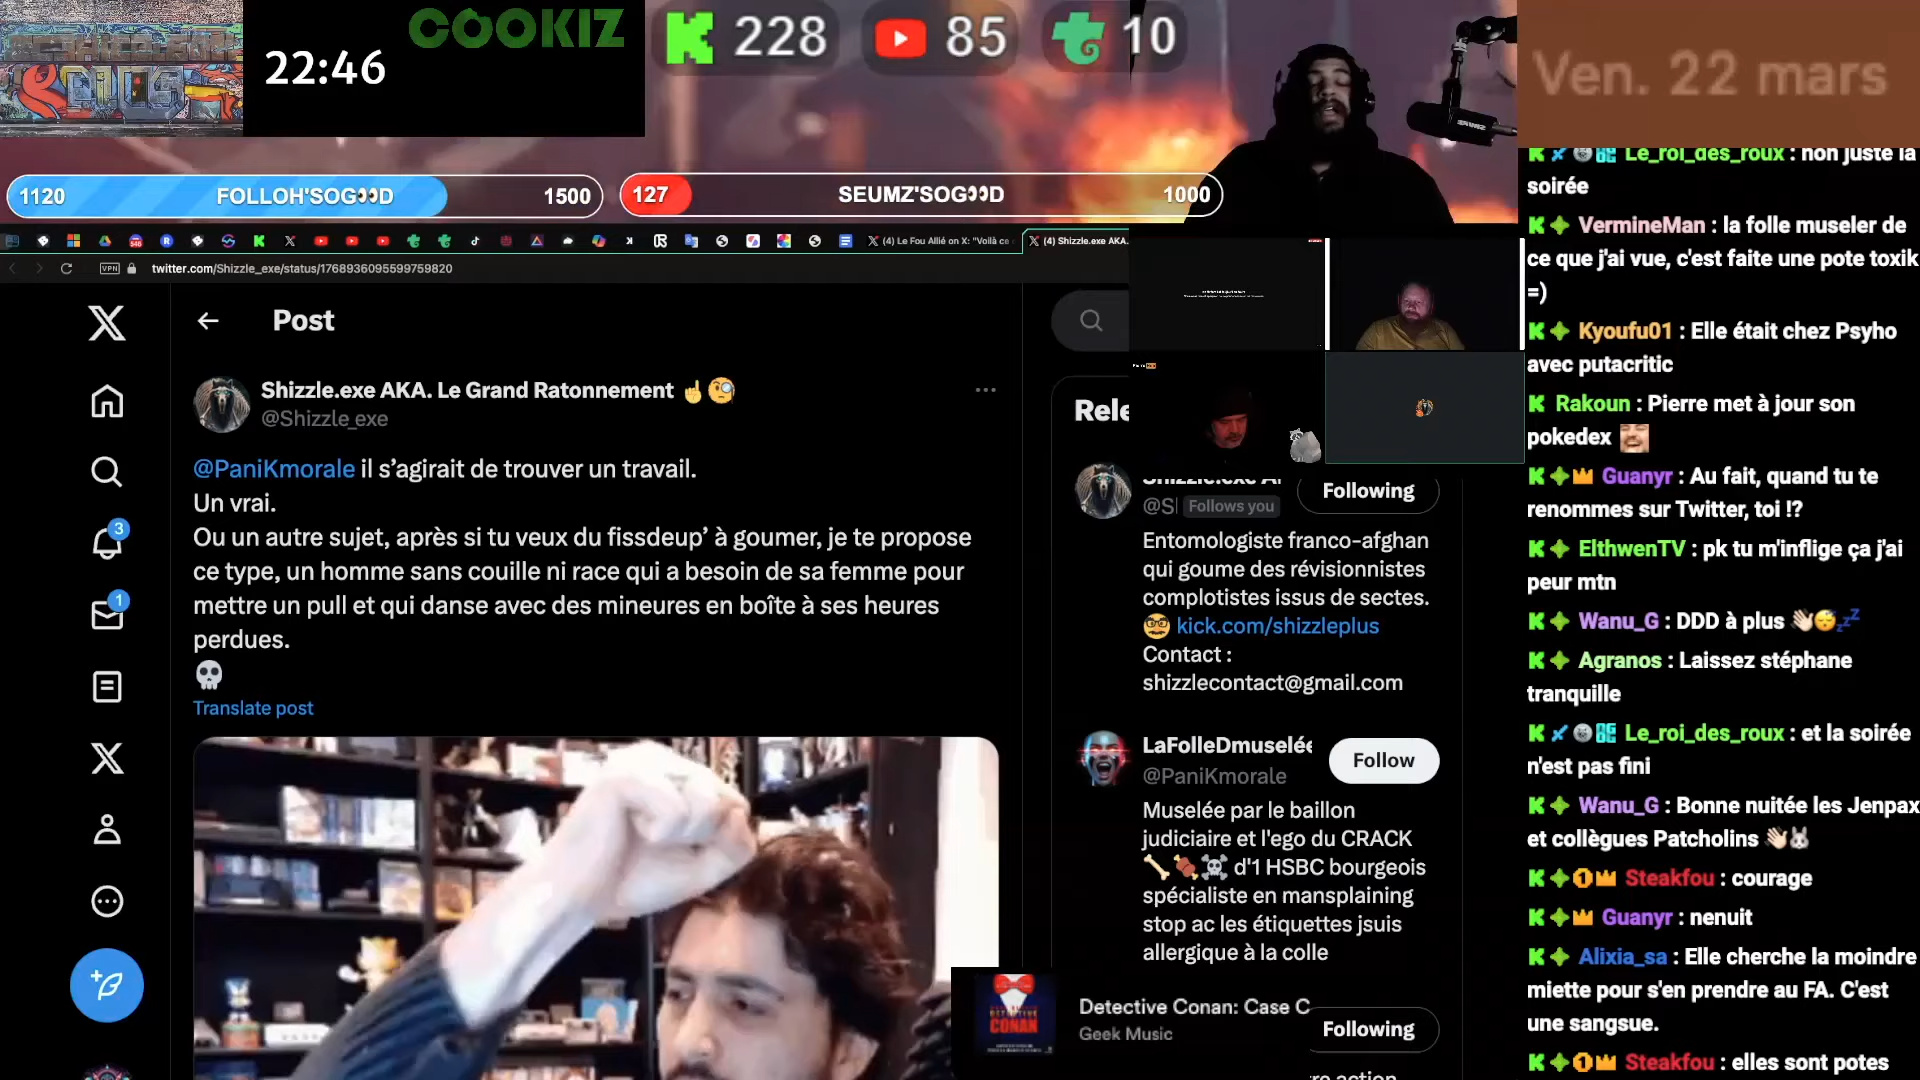 COOKIZ
22:46
228
85
10
Ven. 22 mars
1120 FOLLOH'SOG👀D 1500
127 SEUMZ'SOG👀D 1000
(4) Le Fou Allié on X: "Voilà ce
(4) Shizzle.exe AKA.
VPN
twitter.com/Shizzle_exe/status/1768936095599759820
Post
Shizzle.exe AKA. Le Grand Ratonnement ☝️🧐
@Shizzle_exe
@PaniKmorale il s’agirait de trouver un travail.
Un vrai.
Ou un autre sujet, après si tu veux du fissdeup’ à goumer, je te propose
ce type, un homme sans couille ni race qui a besoin de sa femme pour
mettre un pull et qui danse avec des mineures en boîte à ses heures
perdues.
💀
Translate post
3
1
Rele
@S
Follows you
Following
Entomologiste franco-afghan
qui goume des révisionnistes
complotistes issus de sectes.
🥸 kick.com/shizzleplus
Contact :
shizzlecontact@gmail.com
LaFolleDmuselée
@PaniKmorale
Follow
Muselée par le baillon
judiciaire et l'ego du CRACK
🦴🍖☠️ d'1 HSBC bourgeois
spécialiste en mansplaining
stop ac les étiquettes jsuis
allergique à la colle
CONAN
Detective Conan: Case C
Geek Music
Following
Le_roi_des_roux : non juste la
soirée
VermineMan : la folle museler de
ce que j'ai vue, c'est faite une pote toxik
=)
Kyoufu01 : Elle était chez Psyho
avec putacritic
Rakoun : Pierre met à jour son
pokedex
Guanyr : Au fait, quand tu te
renommes sur Twitter, toi !?
ElthwenTV : pk tu m'inflige ça j'ai
peur mtn
Wanu_G : DDD à plus 👋🏻😴💤
Agranos : Laissez stéphane
tranquille
Le_roi_des_roux : et la soirée
n'est pas fini
Wanu_G : Bonne nuitée les Jenpax
et collègues Patcholins 👋🏻🐰
Steakfou : courage
Guanyr : nenuit
Alixia_sa : Elle cherche la moindre
miette pour s'en prendre au FA. C'est
une sangsue.
Steakfou : elles sont potes